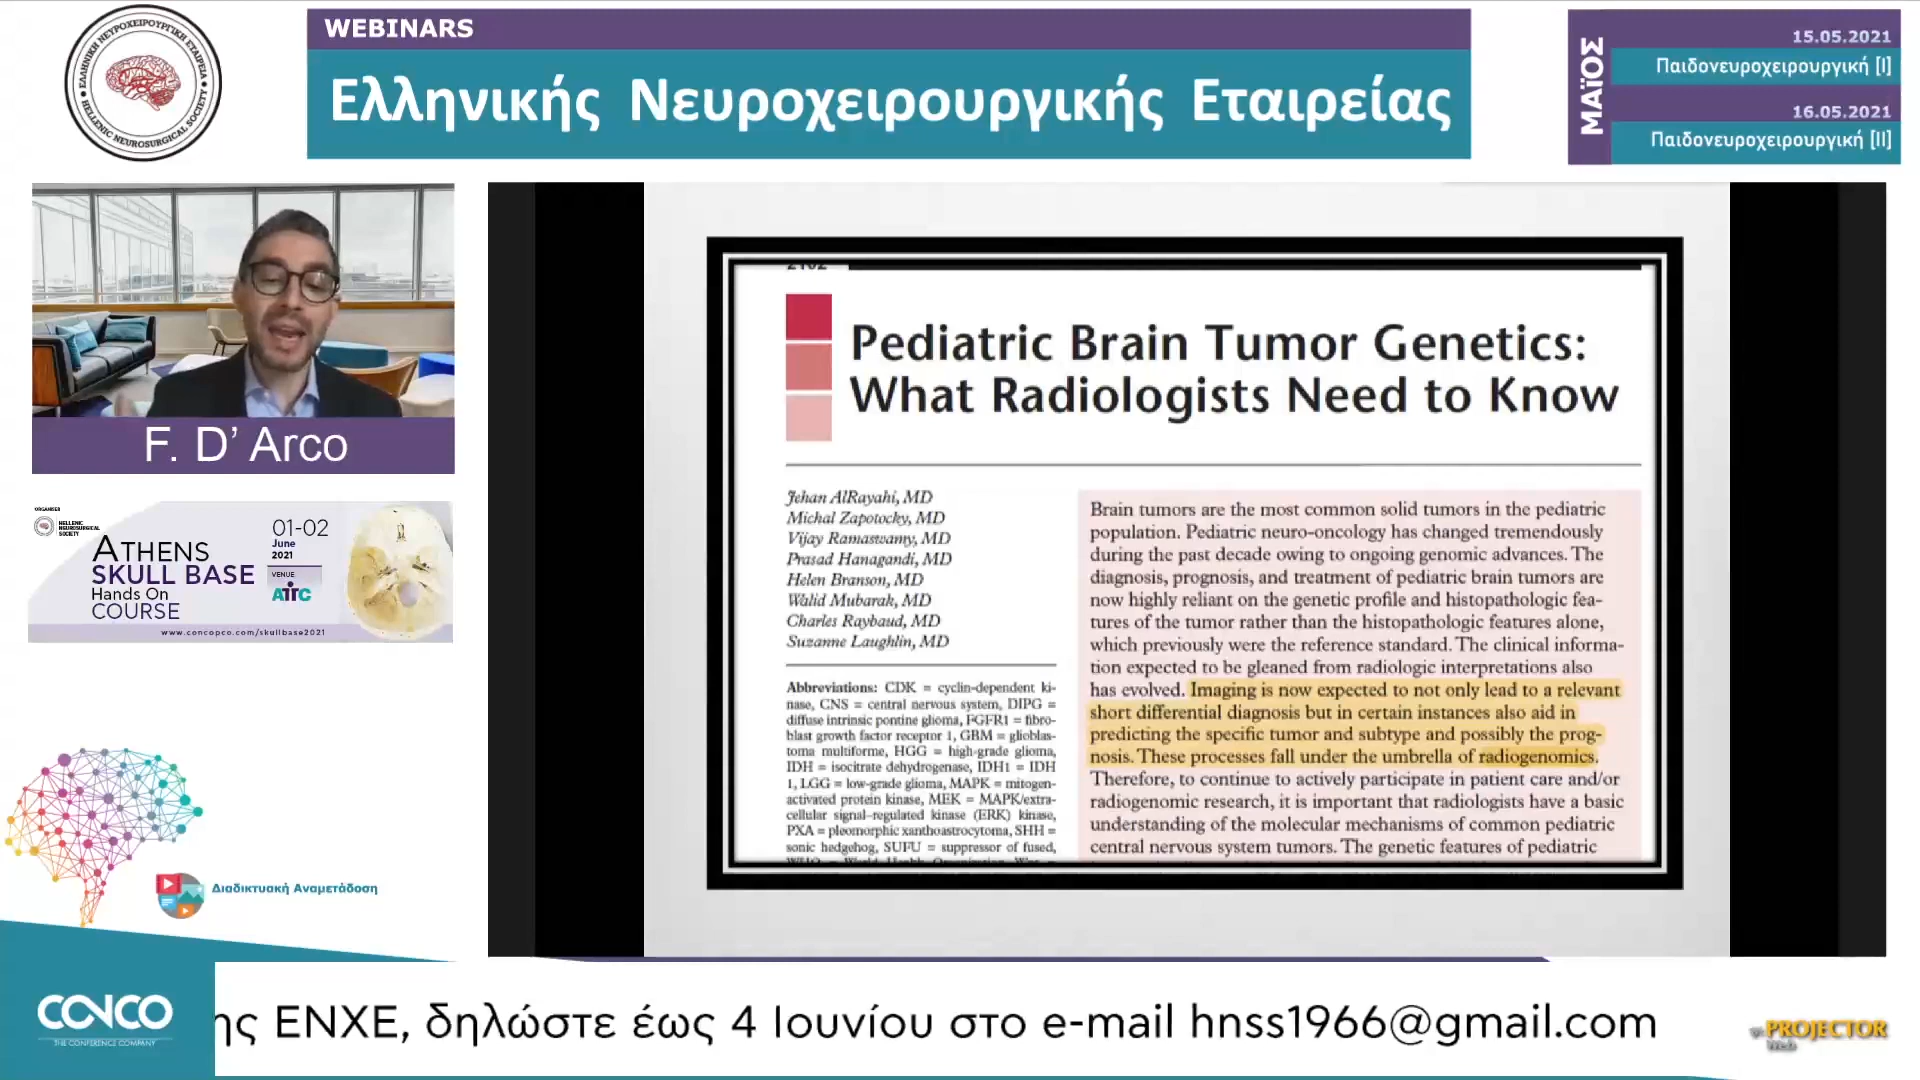 ΕΛΛΗΝΙΚΗ ΝΕΥΡΟΧΕΙΡΟΥΡΓΙΚΗ ΕΤΑΙΡΕΙΑ
HELLENIC NEUROSURGICAL SOCIETY
WEBINARS
Ελληνικής Νευροχειρουργικής Εταιρείας
ΜΑΪΟΣ
15.05.2021
Παιδονευροχειρουργική [I]
16.05.2021
Παιδονευροχειρουργική [II]
F. D' Arco
ORGANISER
HELLENIC
NEUROSURGICAL
SOCIETY
ATHENS
SKULL BASE
Hands On
COURSE
01-02
June
2021
VENUE
www.concopco.com/skullbase2021
Διαδικτυακή Αναμετάδοση
Pediatric Brain Tumor Genetics:
What Radiologists Need to Know
Jehan AlRayahi, MD
Michal Zapotocky, MD
Vijay Ramaswamy, MD
Prasad Hanagandi, MD
Helen Branson, MD
Walid Mubarak, MD
Charles Raybaud, MD
Suzanne Laughlin, MD
Abbreviations: CDK = cyclin-dependent ki-
nase, CNS = central nervous system, DIPG =
diffuse intrinsic pontine glioma, FGFR1 = fibro-
blast growth factor receptor 1, GBM = glioblas-
toma multiforme, HGG = high-grade glioma,
IDH = isocitrate dehydrogenase, IDH1 = IDH
1, LGG = low-grade glioma, MAPK = mitogen-
activated protein kinase, MEK = MAPK/extra-
cellular signal–regulated kinase (ERK) kinase,
PXA = pleomorphic xanthoastrocytoma, SHH =
sonic hedgehog, SUFU = suppressor of fused,
Brain tumors are the most common solid tumors in the pediatric
population. Pediatric neuro-oncology has changed tremendously
during the past decade owing to ongoing genomic advances. The
diagnosis, prognosis, and treatment of pediatric brain tumors are
now highly reliant on the genetic profile and histopathologic fea-
tures of the tumor rather than the histopathologic features alone,
which previously were the reference standard. The clinical informa-
tion expected to be gleaned from radiologic interpretations also
has evolved. Imaging is now expected to not only lead to a relevant
short differential diagnosis but in certain instances also aid in
predicting the specific tumor and subtype and possibly the prog-
nosis. These processes fall under the umbrella of radiogenomics.
Therefore, to continue to actively participate in patient care and/or
radiogenomic research, it is important that radiologists have a basic
understanding of the molecular mechanisms of common pediatric
central nervous system tumors. The genetic features of pediatric
CONCO
THE CONFERENCE COMPANY
ης ΕΝΧΕ, δηλώστε έως 4 Ιουνίου στο e-mail hnss1966@gmail.com
PROJECTOR
Web